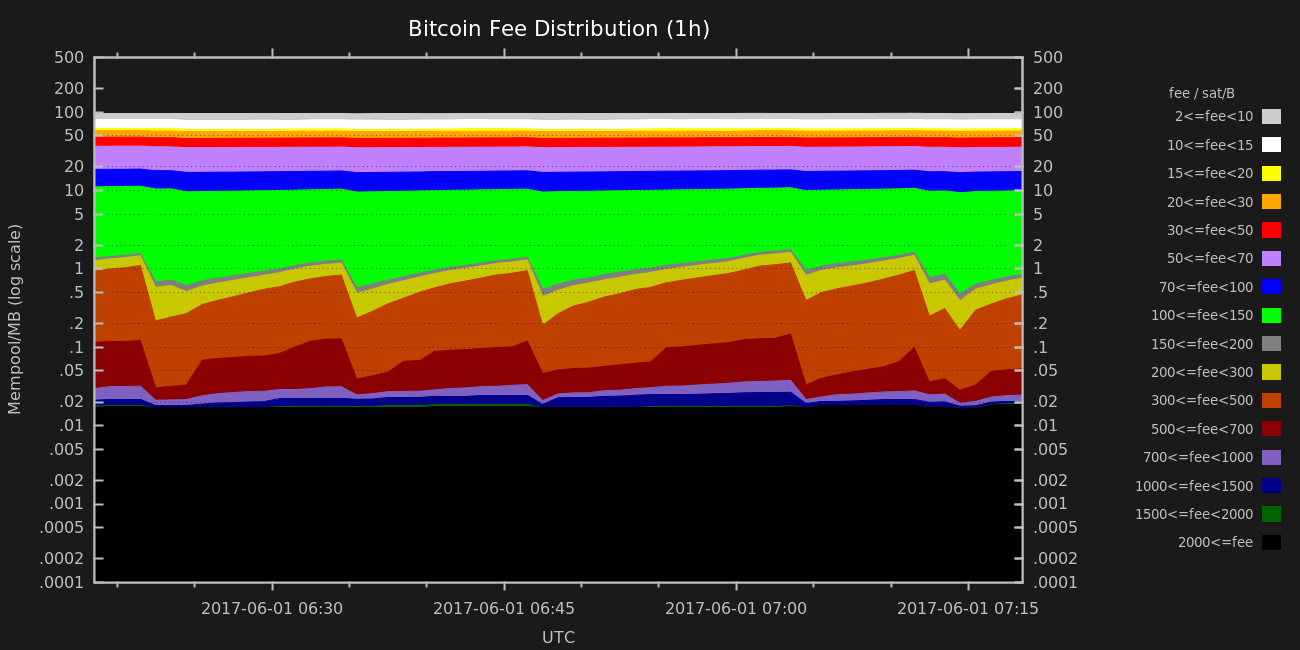 Bitcoin Fee Distribution (1h)
500
200
100
50
20
10
5
2
1
.5
.2
.1
.05
.02
.01
.005
.002
.001
.0005
.0002
.0001
Mempool/MB (log scale)
500
200
100
50
20
10
5
2
1
.5
.2
.1
.05
.02
.01
.005
.002
.001
.0005
.0002
.0001
2017-06-01 06:30
2017-06-01 06:45
2017-06-01 07:00
2017-06-01 07:15
UTC
fee / sat/B
2<=fee<10
10<=fee<15
15<=fee<20
20<=fee<30
30<=fee<50
50<=fee<70
70<=fee<100
100<=fee<150
150<=fee<200
200<=fee<300
300<=fee<500
500<=fee<700
700<=fee<1000
1000<=fee<1500
1500<=fee<2000
2000<=fee